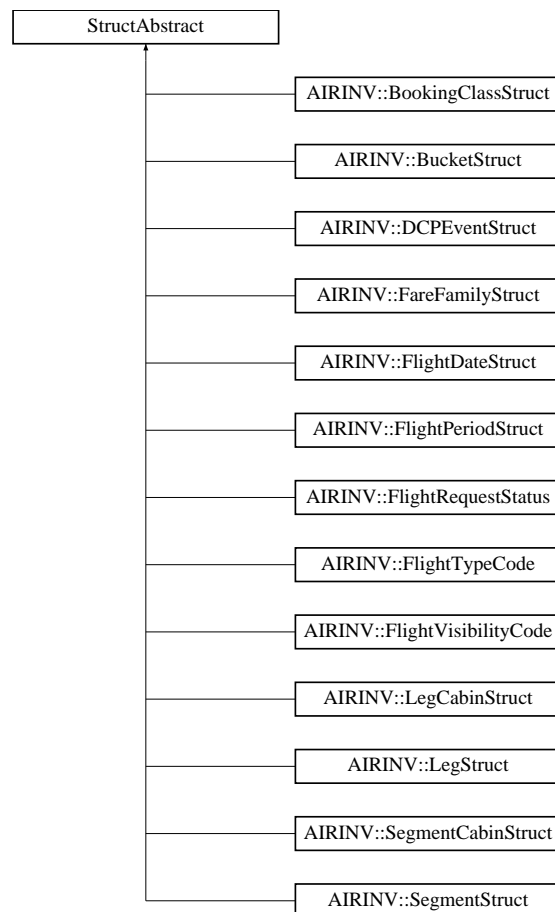 StructAbstract
AIRINV::BookingClassStruct
AIRINV::BucketStruct
AIRINV::DCPEventStruct
AIRINV::FareFamilyStruct
AIRINV::FlightDateStruct
AIRINV::FlightPeriodStruct
AIRINV::FlightRequestStatus
AIRINV::FlightTypeCode
AIRINV::FlightVisibilityCode
AIRINV::LegCabinStruct
AIRINV::LegStruct
AIRINV::SegmentCabinStruct
AIRINV::SegmentStruct